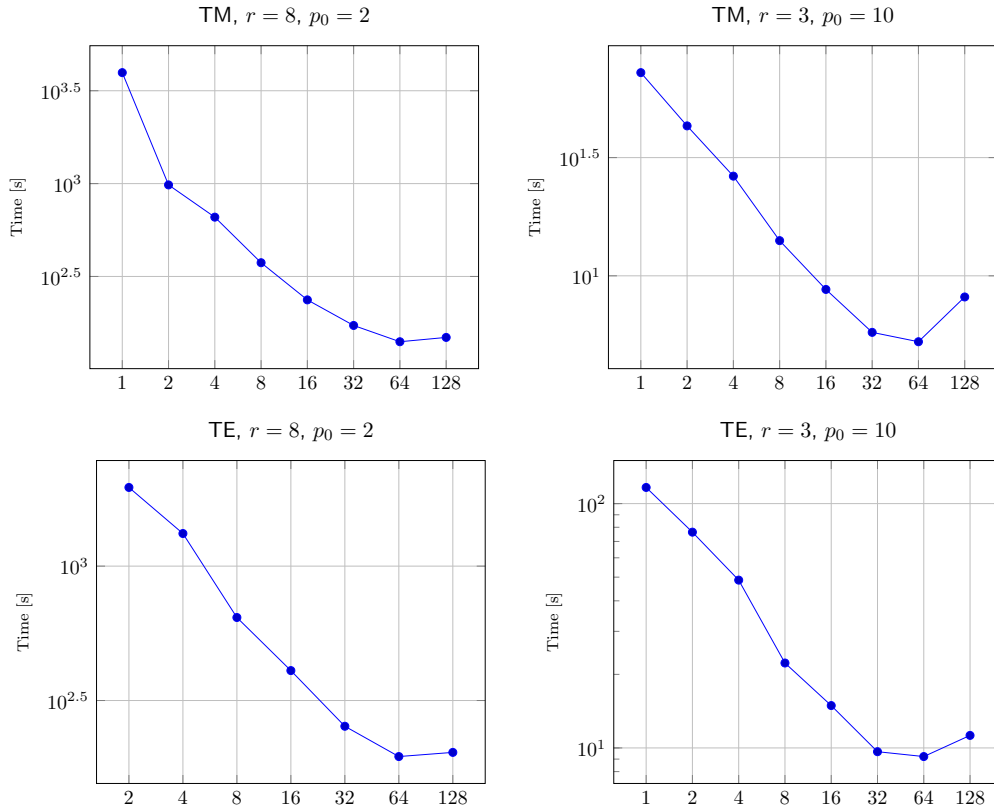 TM, r = 8, p₀ = 2
Time [s]
10^3.5
10^3
10^2.5
1 2 4 8 16 32 64 128
TM, r = 3, p₀ = 10
Time [s]
10^1.5
10^1
1 2 4 8 16 32 64 128
TE, r = 8, p₀ = 2
Time [s]
10^3
10^2.5
2 4 8 16 32 64 128
TE, r = 3, p₀ = 10
Time [s]
10^2
10^1
1 2 4 8 16 32 64 128